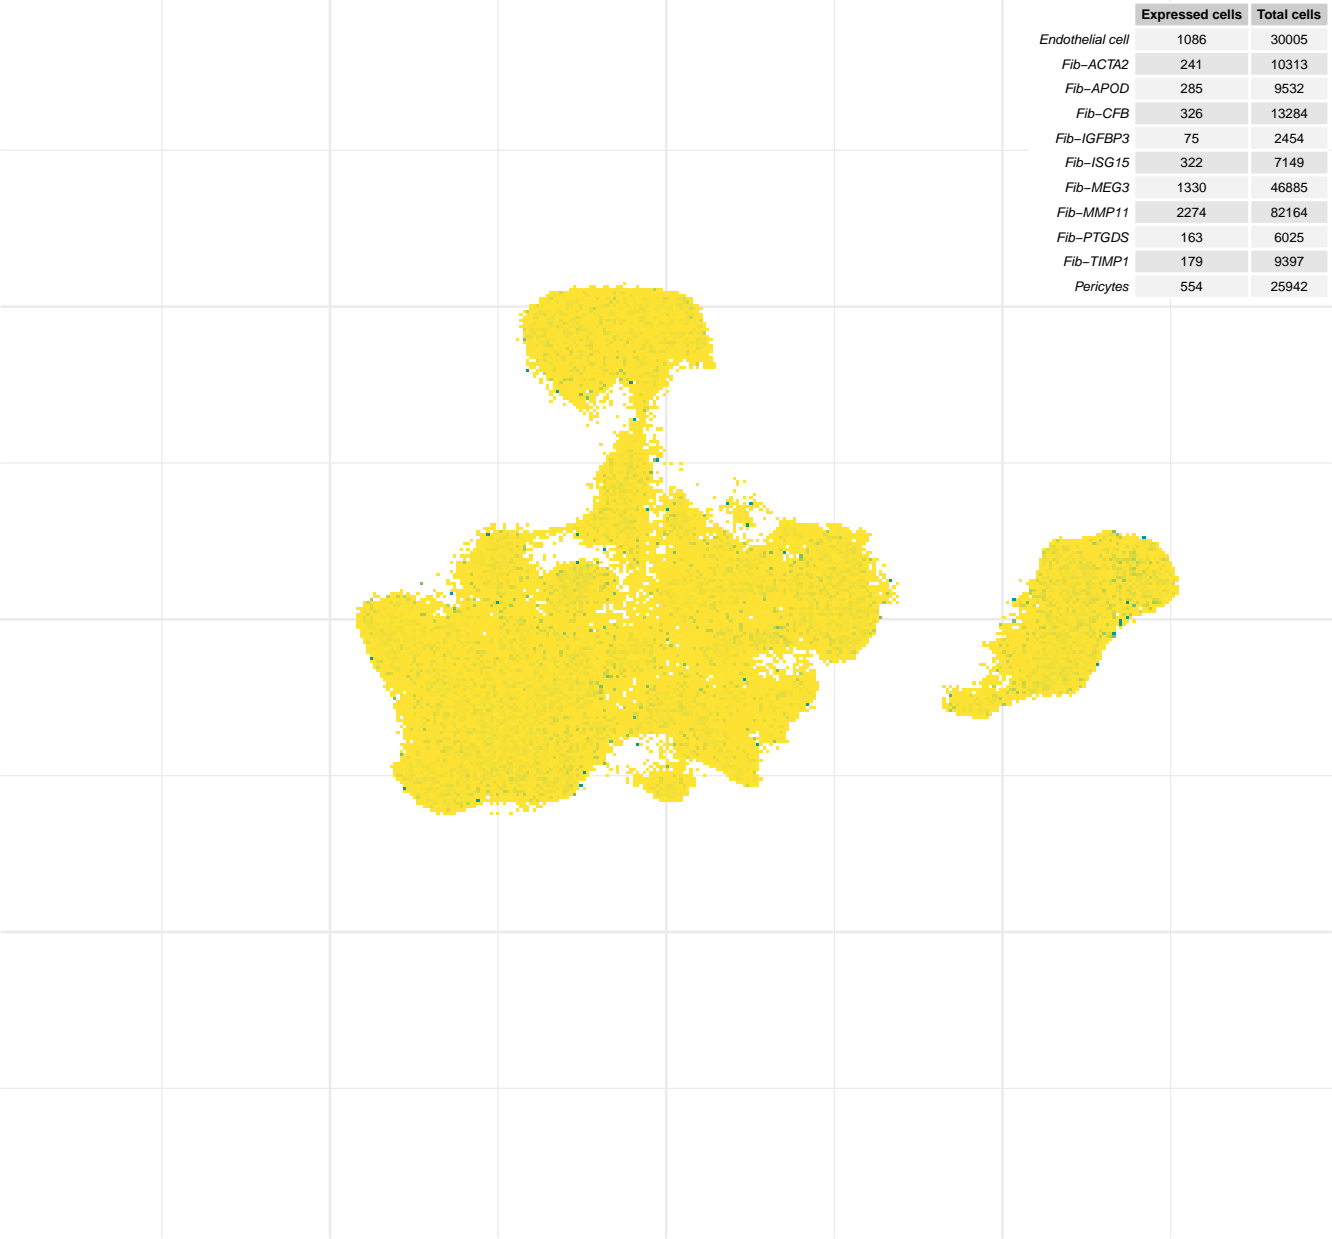 Expressed cells Total cells
Endothelial cell 1086 30005
Fib−ACTA2 241 10313
Fib−APOD 285 9532
Fib−CFB 326 13284
Fib−IGFBP3 75 2454
Fib−ISG15 322 7149
Fib−MEG3 1330 46885
Fib−MMP11 2274 82164
Fib−PTGDS 163 6025
Fib−TIMP1 179 9397
Pericytes 554 25942